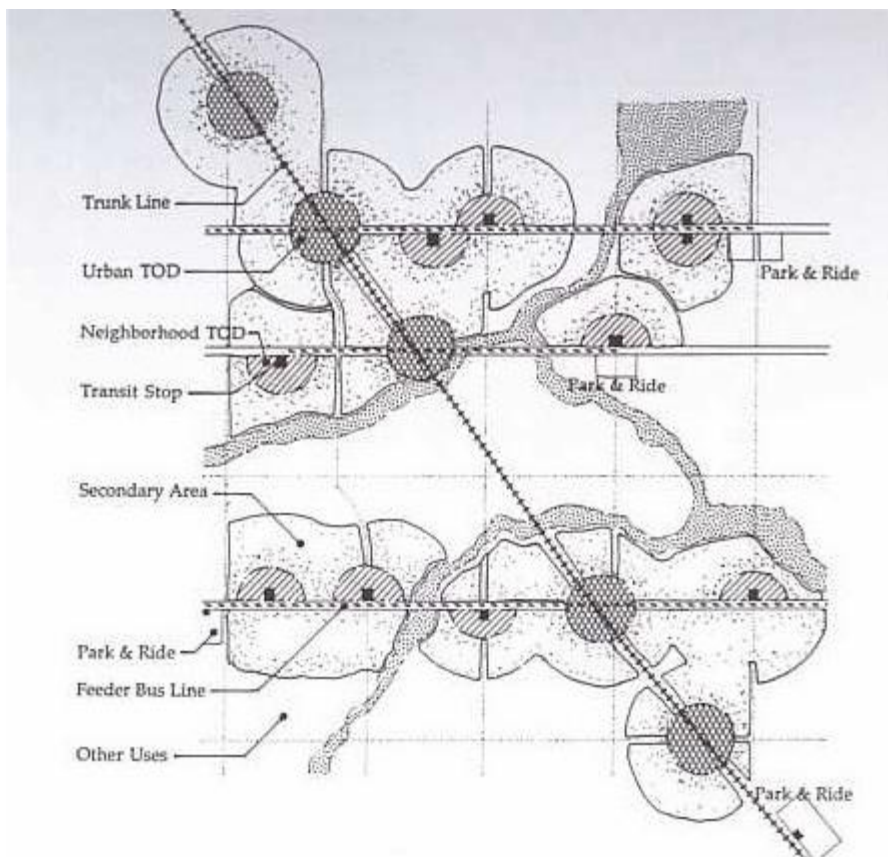 Trunk Line
Urban TOD
Park & Ride
Neighborhood TOD
Transit Stop
Park & Ride
Secondary Area
Park & Ride
Feeder Bus Line
Other Uses
Park & Ride